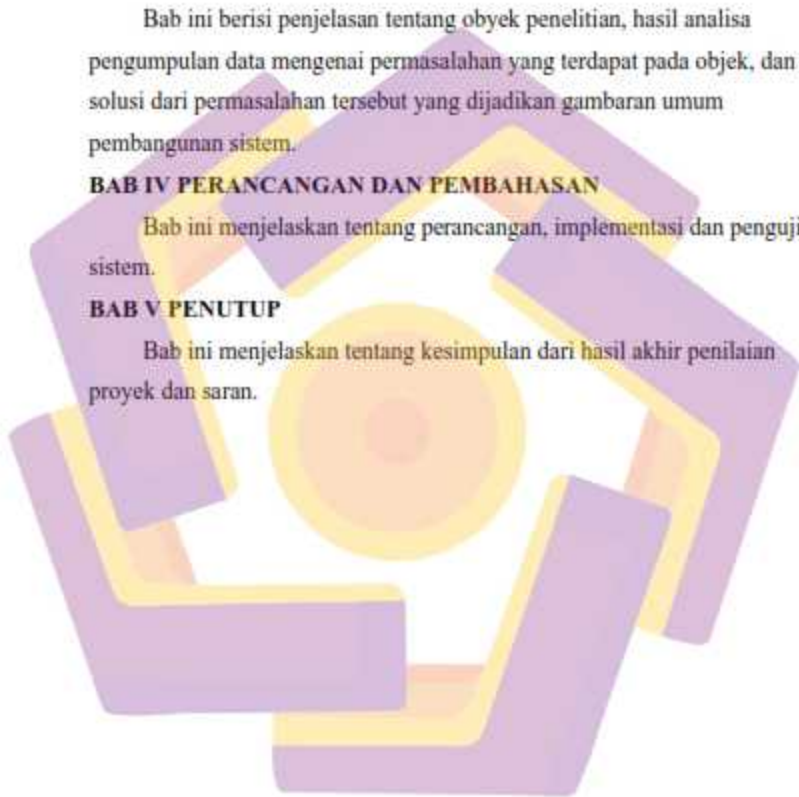 Bab ini berisi penjelasan tentang obyek penelitian, hasil analisa
pengumpulan data mengenai permasalahan yang terdapat pada objek, dan
solusi dari permasalahan tersebut yang dijadikan gambaran umum
pembangunan sistem.
BAB IV PERANCANGAN DAN PEMBAHASAN
Bab ini menjelaskan tentang perancangan, implementasi dan penguji
sistem.
BAB V PENUTUP
Bab ini menjelaskan tentang kesimpulan dari hasil akhir penilaian
proyek dan saran.